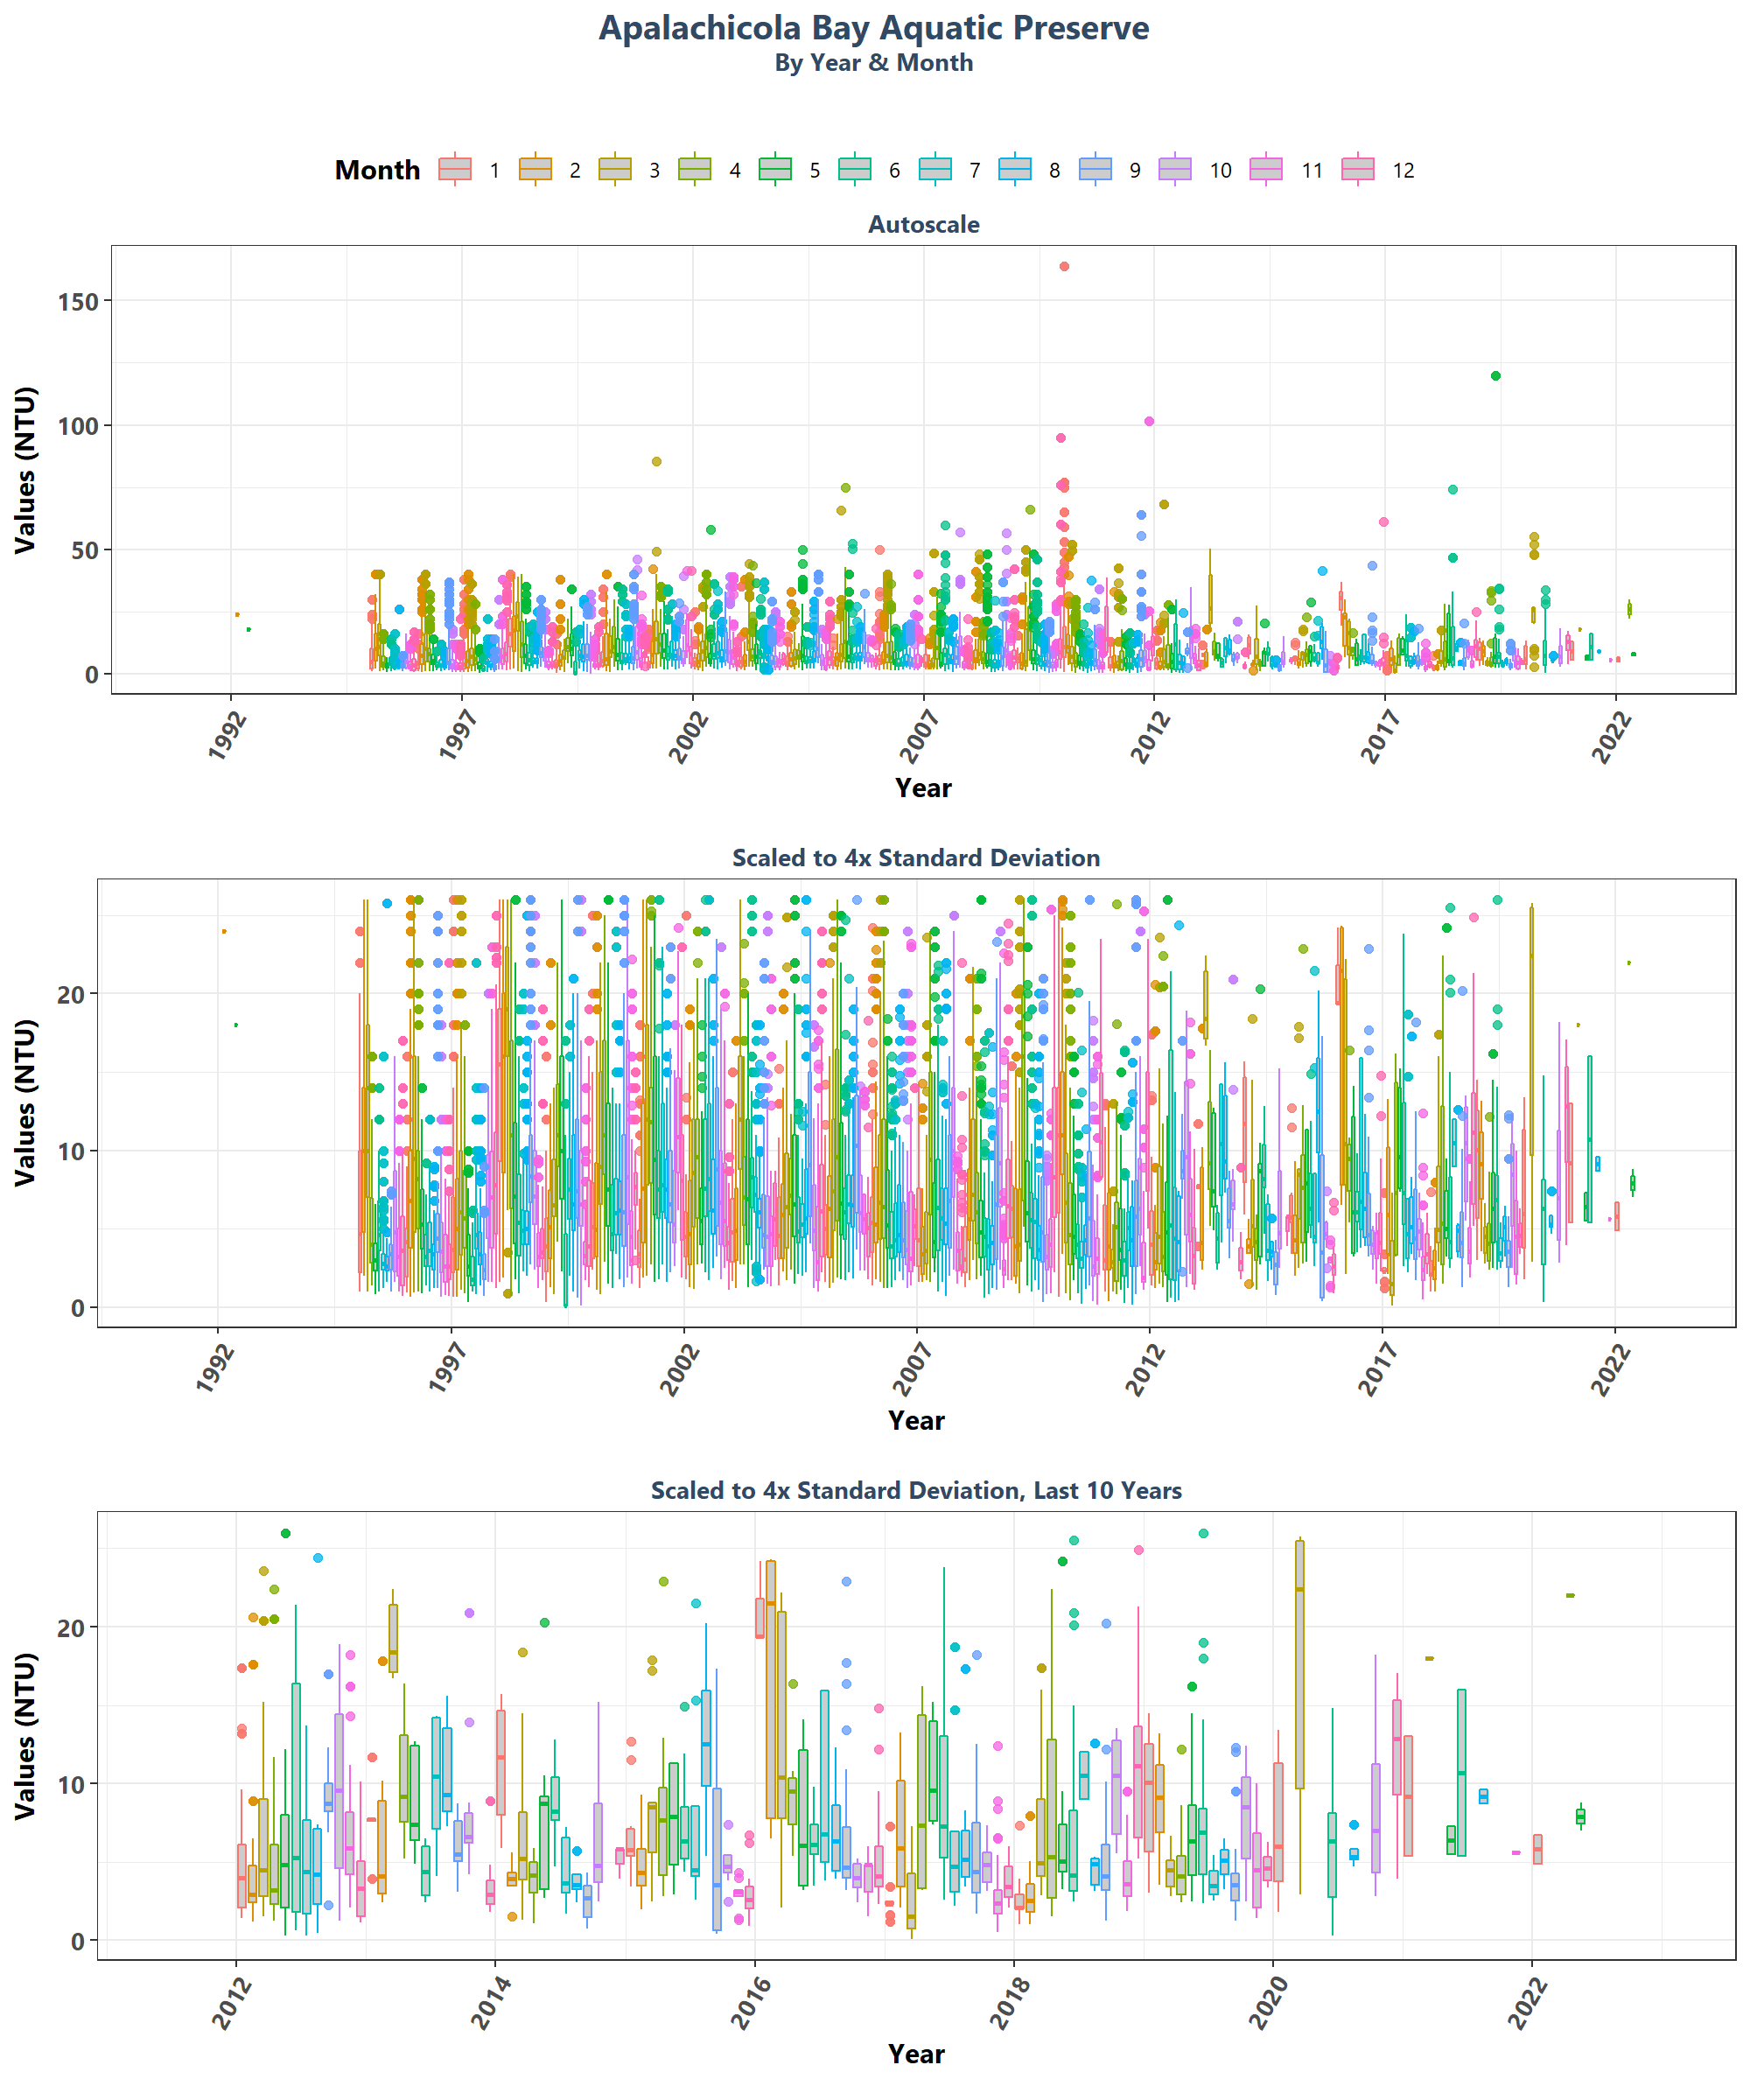 Apalachicola Bay Aquatic Preserve
By Year & Month
Month 1 2 3 4 5 6 7 8 9 10 11 12
Autoscale
150
100
50
0
Values (NTU)
1992 1997 2002 2007 2012 2017 2022
Year
Scaled to 4x Standard Deviation
20
10
0
Values (NTU)
1992 1997 2002 2007 2012 2017 2022
Year
Scaled to 4x Standard Deviation, Last 10 Years
20
10
0
Values (NTU)
2012 2014 2016 2018 2020 2022
Year